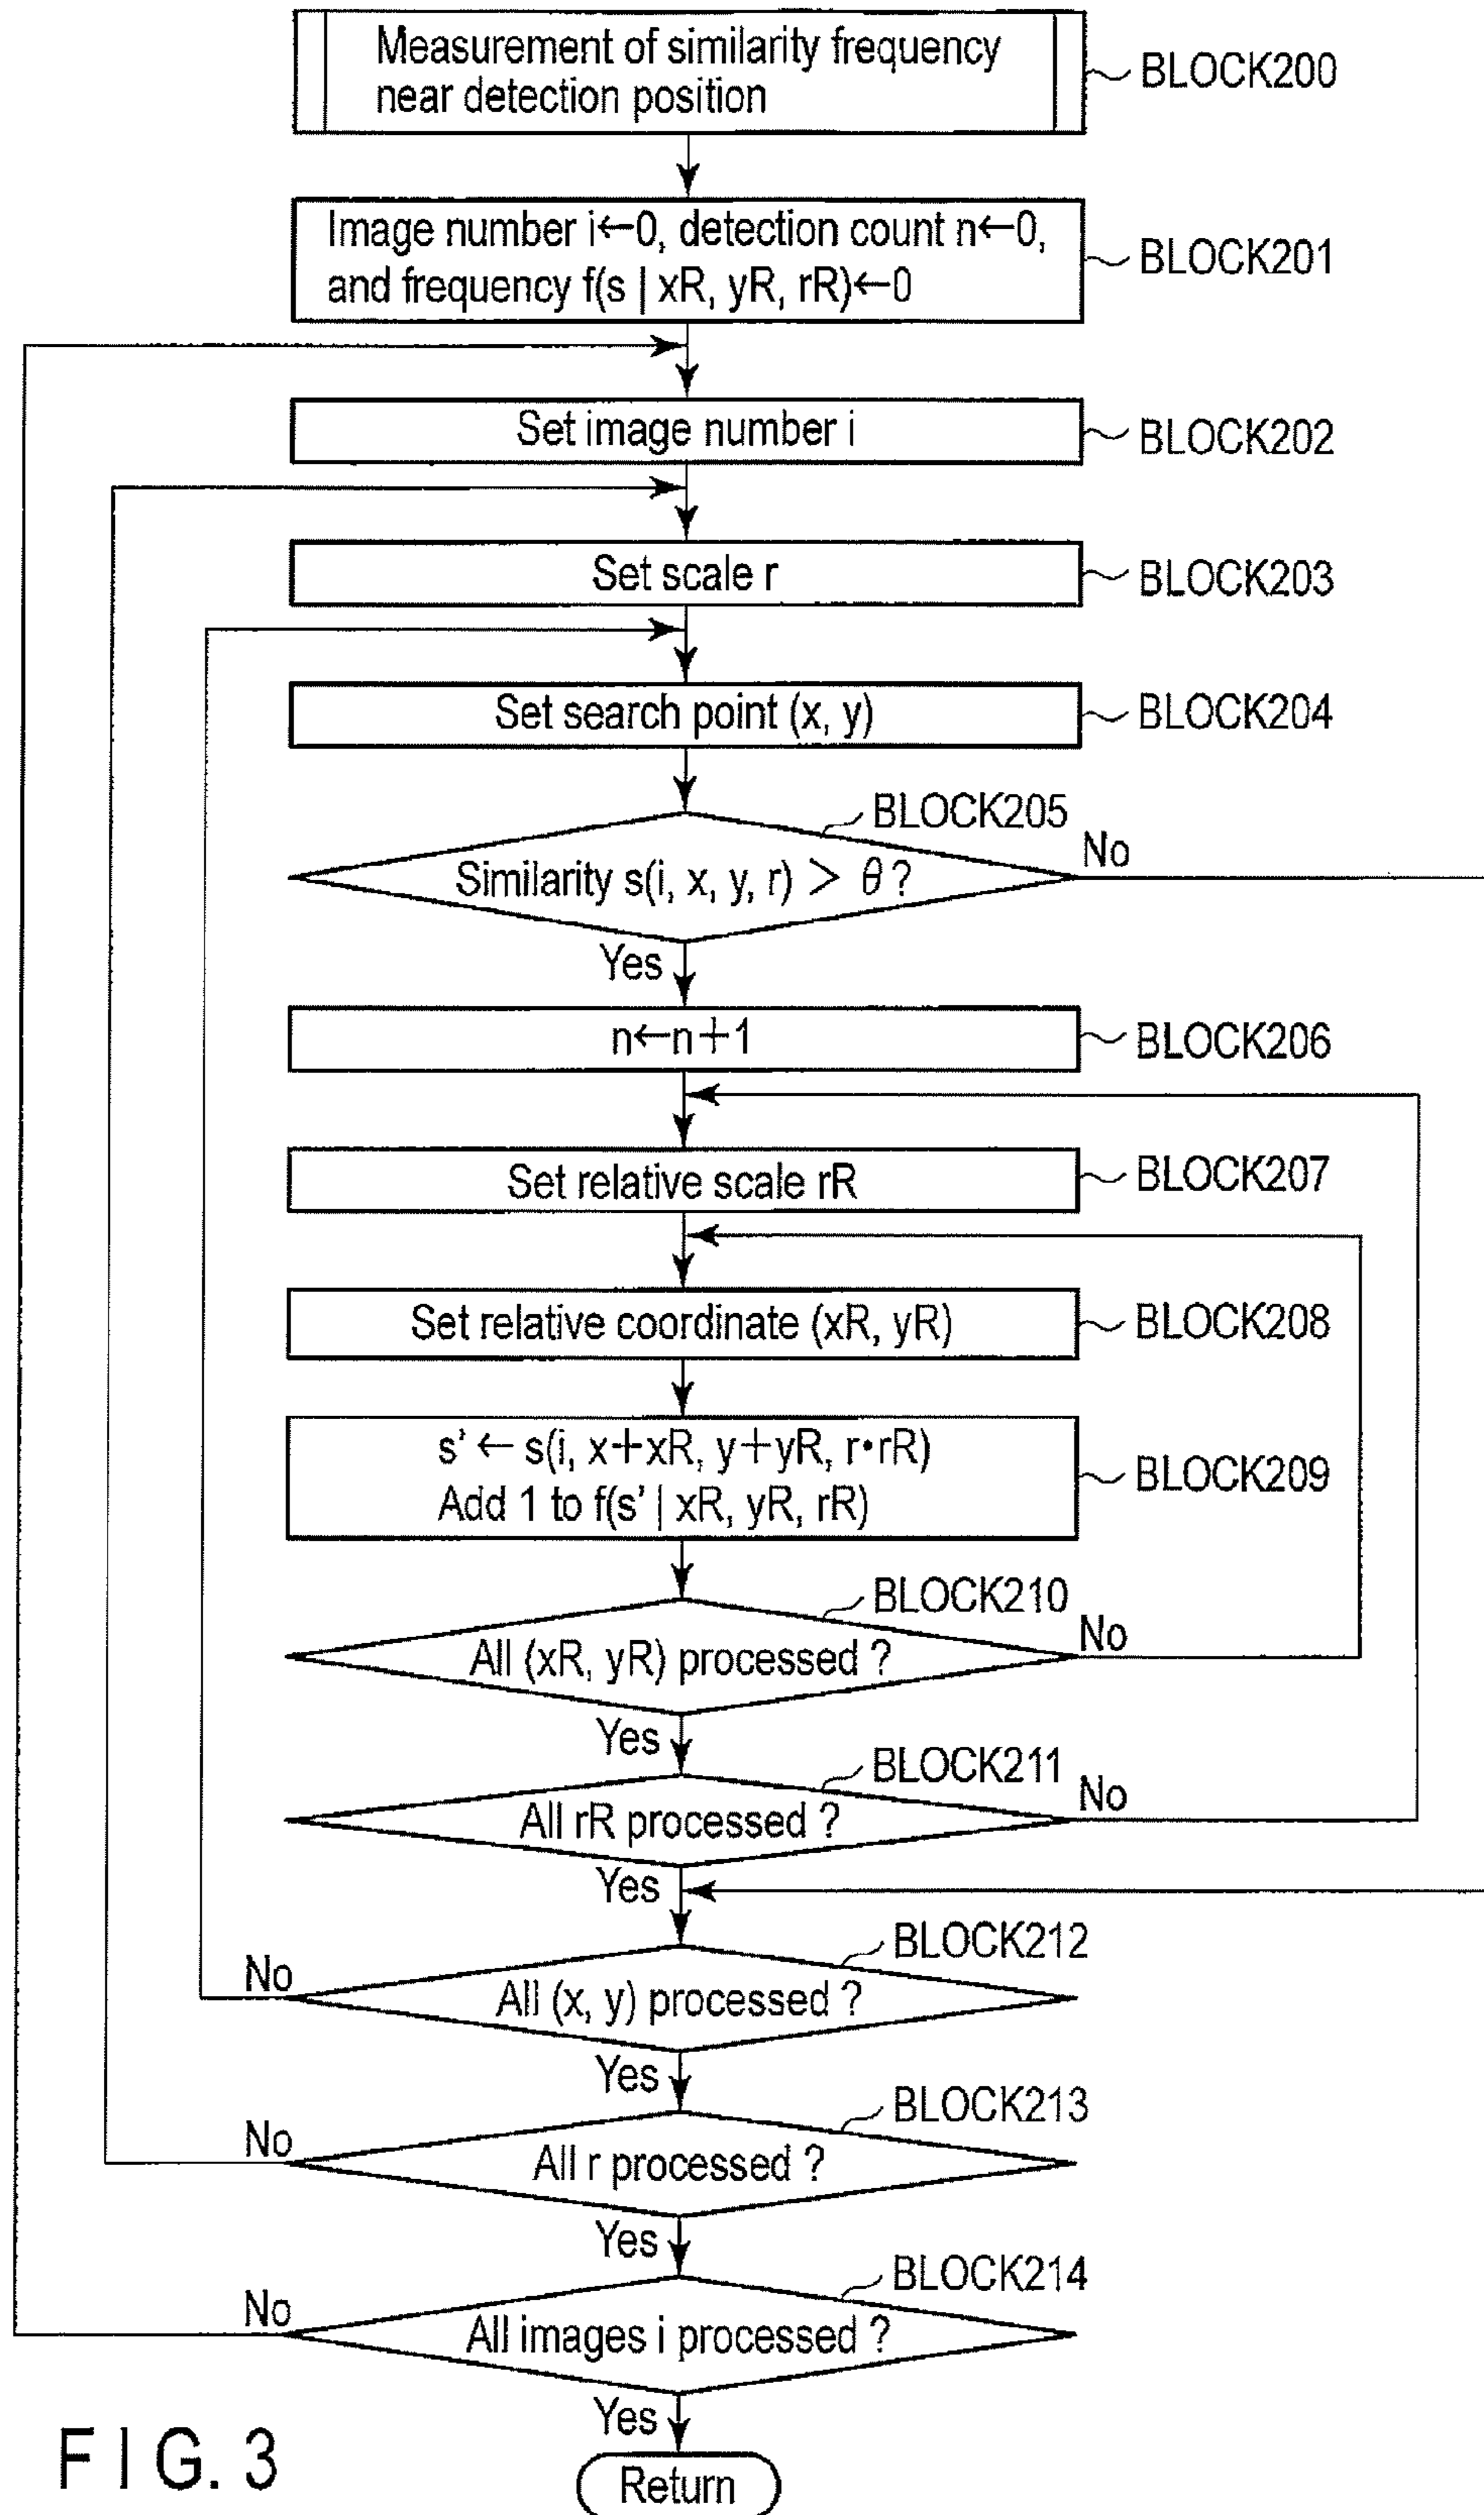 Measurement of similarity frequency
near detection position
BLOCK200
Image number i←0, detection count n←0,
and frequency f(s | xR, yR, rR)←0
BLOCK201
Set image number i
BLOCK202
Set scale r
BLOCK203
Set search point (x, y)
BLOCK204
BLOCK205
Similarity s(i, x, y, r) > θ?
No
Yes
n←n+1
BLOCK206
Set relative scale rR
BLOCK207
Set relative coordinate (xR, yR)
BLOCK208
s' ← s(i, x+xR, y+yR, r•rR)
Add 1 to f(s' | xR, yR, rR)
BLOCK209
BLOCK210
All (xR, yR) processed ?
No
Yes
BLOCK211
All rR processed ?
No
Yes
BLOCK212
No
All (x, y) processed ?
Yes
BLOCK213
No
All r processed ?
Yes
BLOCK214
No
All images i processed ?
Yes
Return
FIG. 3